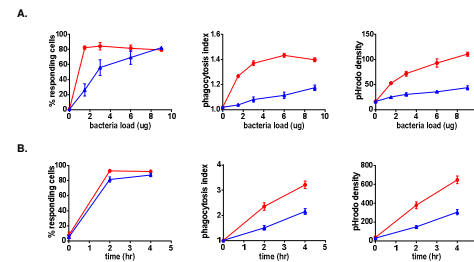 A.
% responding cells
100
80
60
40
20
0
0 2 4 6 8 10
bacteria load (ug)
phagocytosis index
1.6
1.4
1.2
1.0
0 2 4 6 8 10
bacteria load (ug)
pHrodo density
150
100
50
0
0 2 4 6 8
bacteria load (ug)
B.
% responding cells
100
80
60
40
20
0
0 1 2 3 4 5
time (hr)
phagocytosis index
4
3
2
1
0 1 2 3 4 5
time (hr)
pHrodo density
800
600
400
200
0
0 1 2 3 4 5
time (hr)